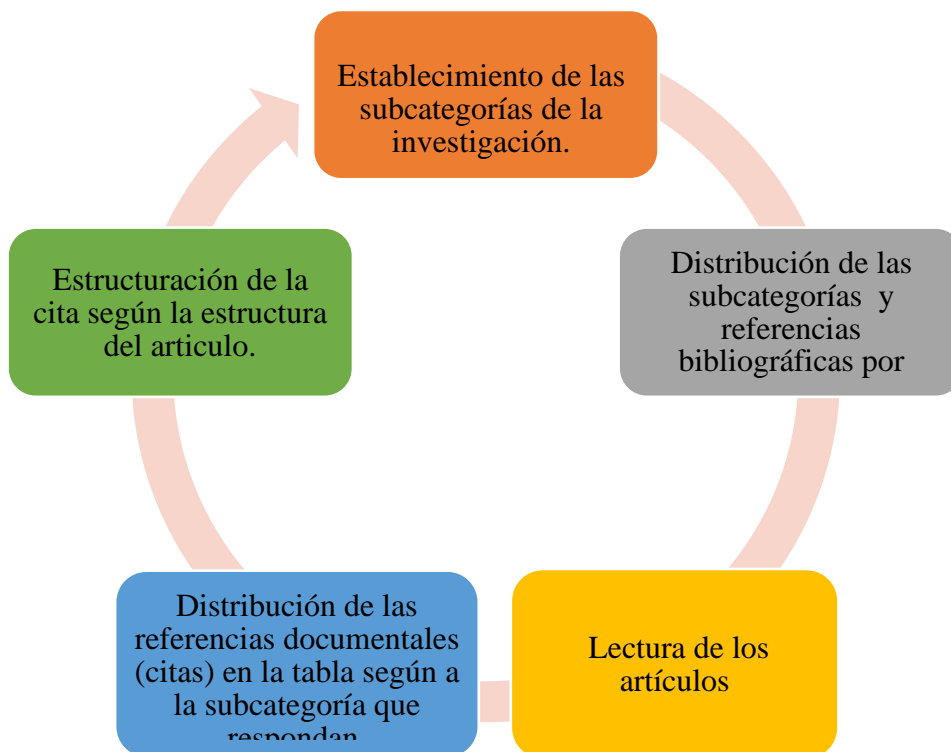 Establecimiento de las
subcategorías de la
investigación.
Distribución de las
subcategorías y
referencias
bibliográficas por
Lectura de los
artículos
Distribución de las
referencias documentales
(citas) en la tabla según a
la subcategoría que
respondan
Estructuración de la
cita según la estructura
del articulo.